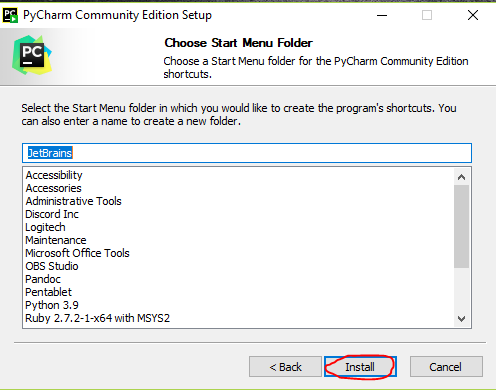 PyCharm Community Edition Setup
PC
Choose Start Menu Folder
Choose a Start Menu folder for the PyCharm Community Edition
shortcuts.
Select the Start Menu folder in which you would like to create the program's shortcuts. You
can also enter a name to create a new folder.
JetBrains
Accessibility
Accessories
Administrative Tools
Discord Inc
Logitech
Maintenance
Microsoft Office Tools
OBS Studio
Pandoc
Pentablet
Python 3.9
Ruby 2.7.2-1-x64 with MSYS2
< Back Install Cancel